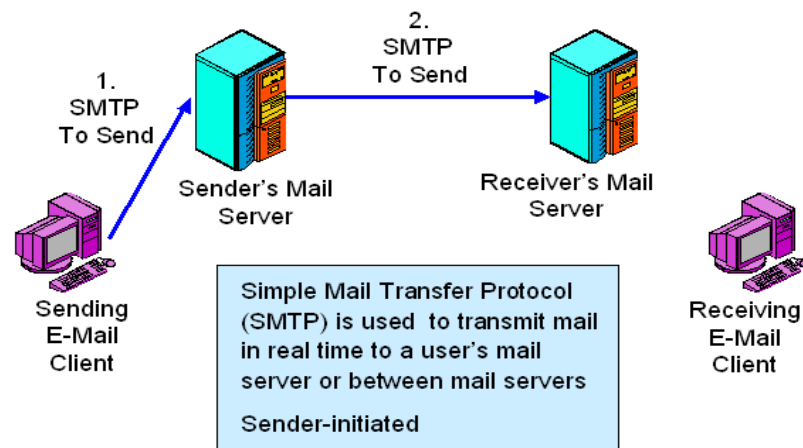 1.
SMTP
To Send
2.
SMTP
To Send
Sender's Mail
Server
Receiver's Mail
Server
Sending
E-Mail
Client
Simple Mail Transfer Protocol
(SMTP) is used to transmit mail
in real time to a user's mail
server or between mail servers
Sender-initiated
Receiving
E-Mail
Client